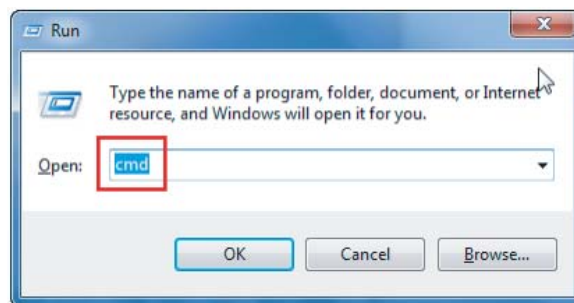 Run
Type the name of a program, folder, document, or Internet
resource, and Windows will open it for you.
Open: cmd
OK Cancel Browse...